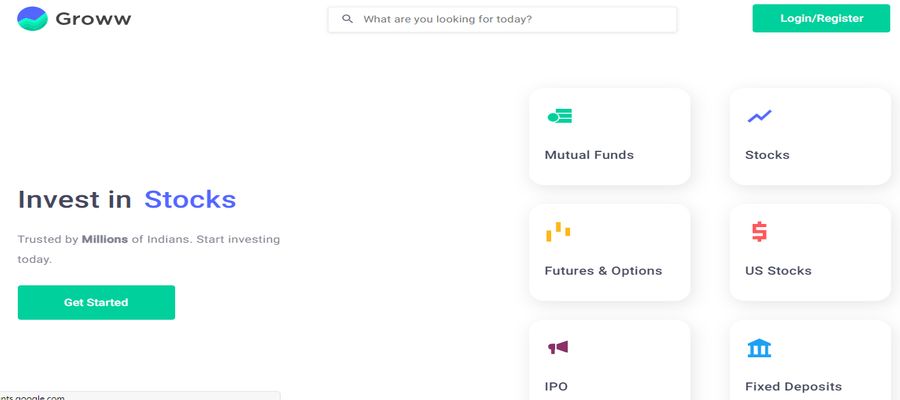 Groww
What are you looking for today?
Login/Register
Mutual Funds
Stocks
Invest in Stocks
Trusted by Millions of Indians. Start investing
today.
Get Started
Futures & Options
US Stocks
IPO
Fixed Deposits
nts.google.com